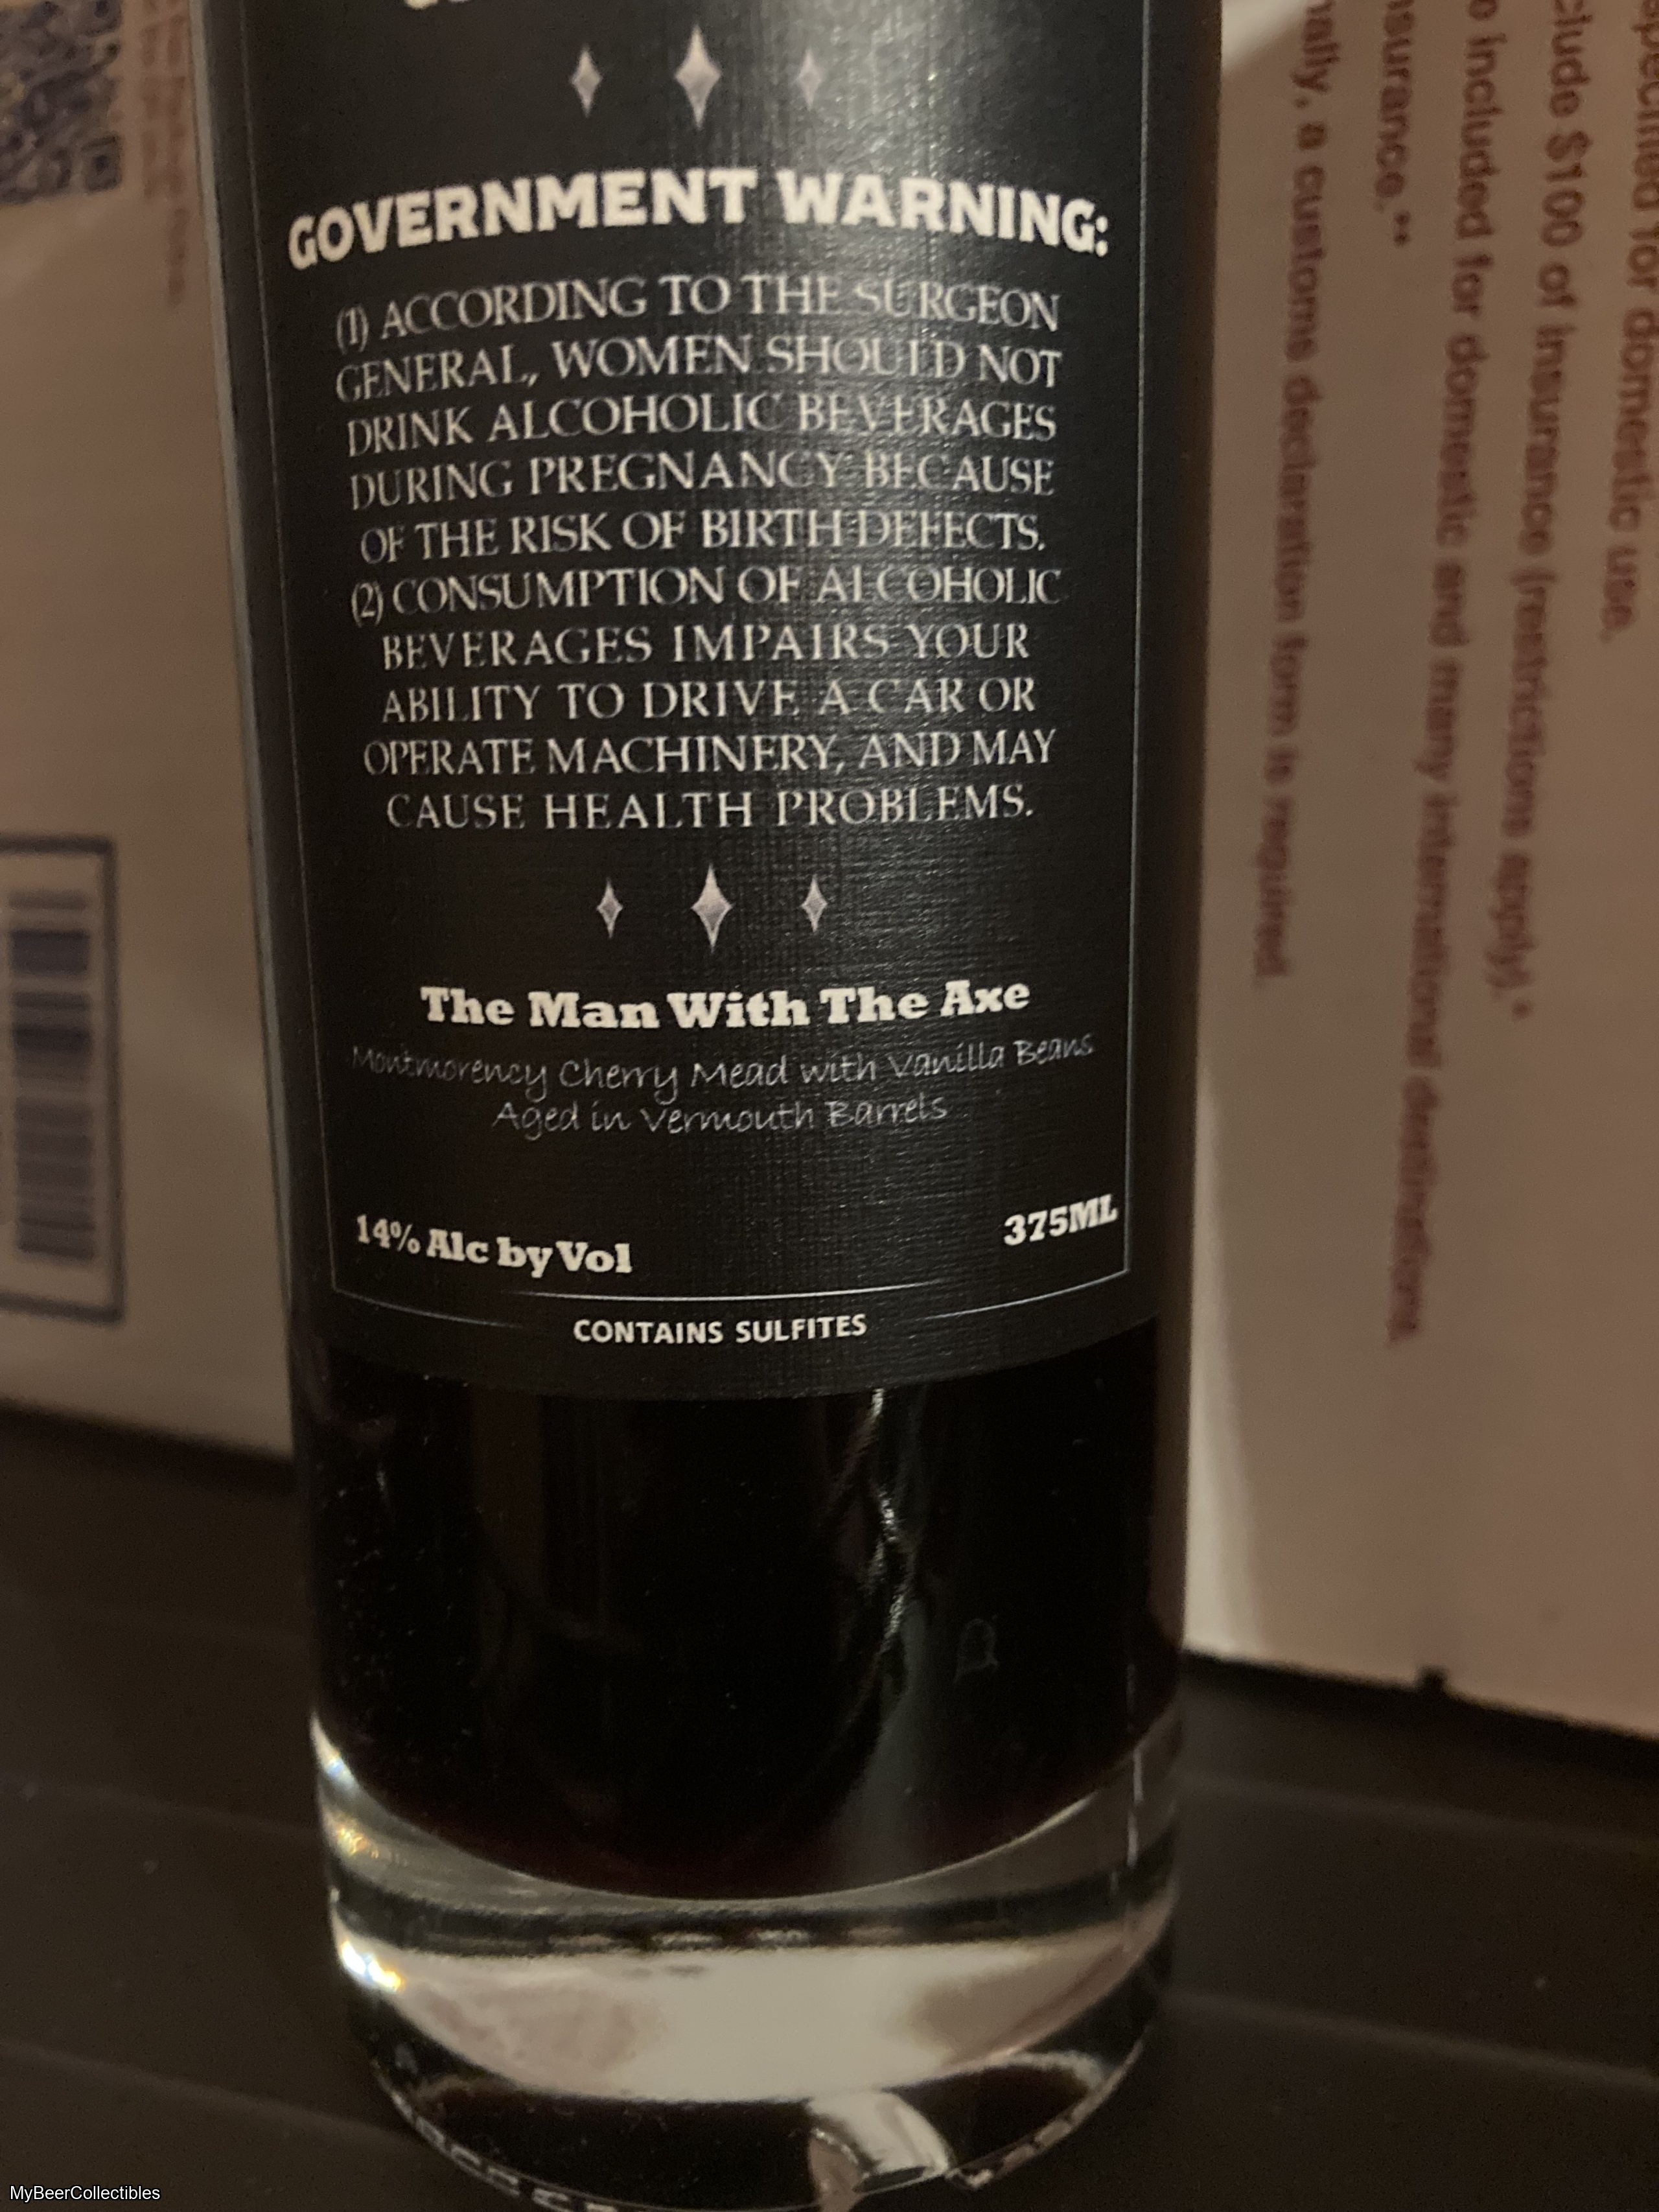 GOVERNMENT WARNING:
(1) ACCORDING TO THE SURGEON
GENERAL, WOMEN SHOULD NOT
DRINK ALCOHOLIC BEVERAGES
DURING PREGNANCY BECAUSE
OF THE RISK OF BIRTH DEFECTS.
(2) CONSUMPTION OF ALCOHOLIC
BEVERAGES IMPAIRS YOUR
ABILITY TO DRIVE A CAR OR
OPERATE MACHINERY, AND MAY
CAUSE HEALTH PROBLEMS.
The Man With The Axe
Montmorency Cherry Mead with Vanilla Beans
Aged in Vermouth Barrels
14% Alc by Vol
375ML
CONTAINS SULFITES
for domestic use.
$100 of insurance (restrictions apply).*
included for domestic and many international destinations.
insurance.**
a customs declaration form is required.
MyBeerCollectibles